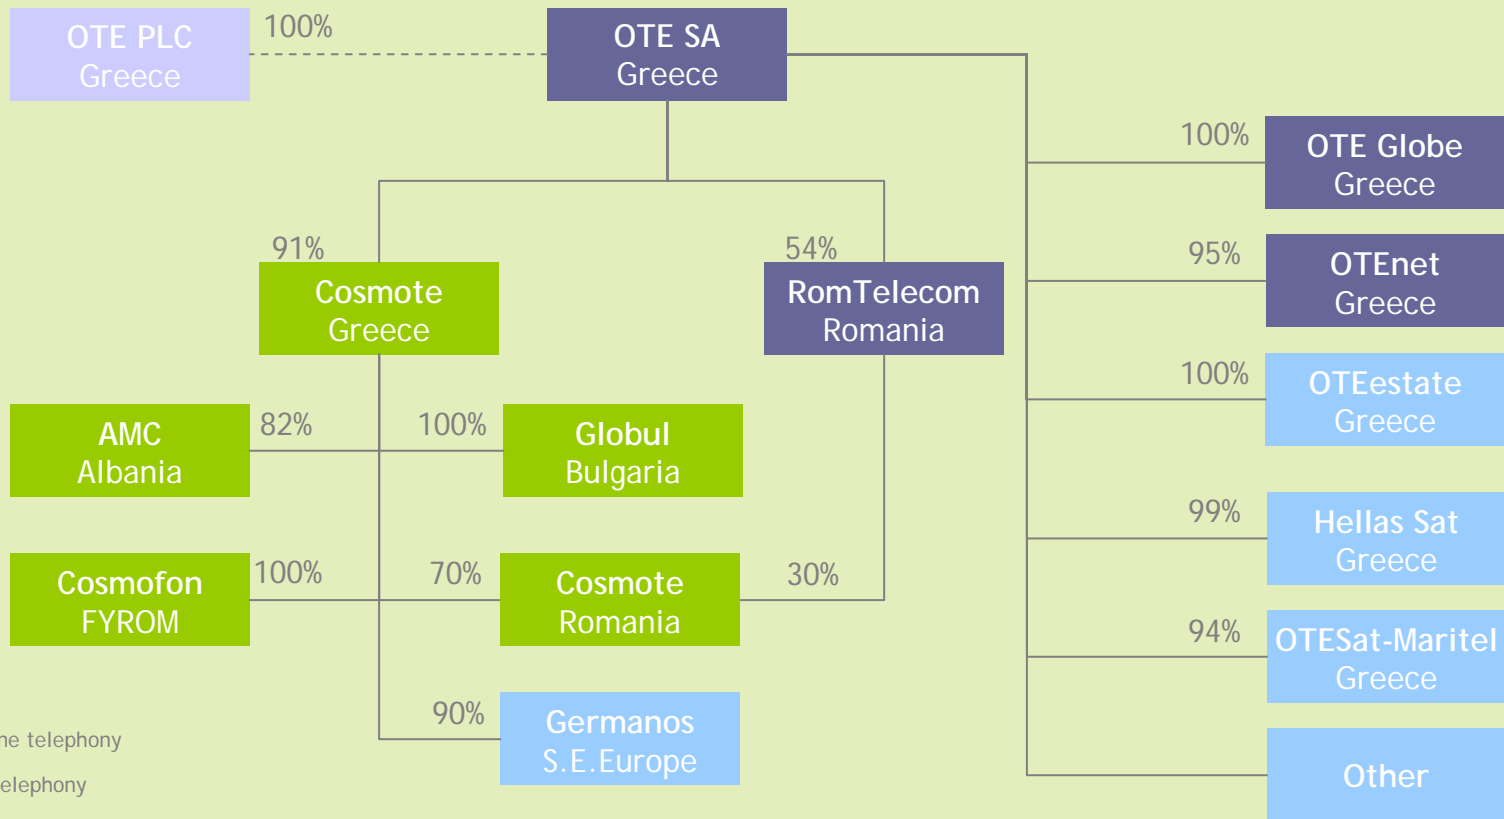 OTE PLC
Greece
100%
OTE SA
Greece
100%
OTE Globe
Greece
91%
Cosmote
Greece
54%
RomTelecom
Romania
95%
OTEnet
Greece
100%
OTEestate
Greece
AMC
Albania
82%
100%
Globul
Bulgaria
99%
Hellas Sat
Greece
Cosmofon
FYROM
100%
70%
Cosmote
Romania
30%
94%
OTESat-Maritel
Greece
90%
Germanos
S.E.Europe
Other
telephony